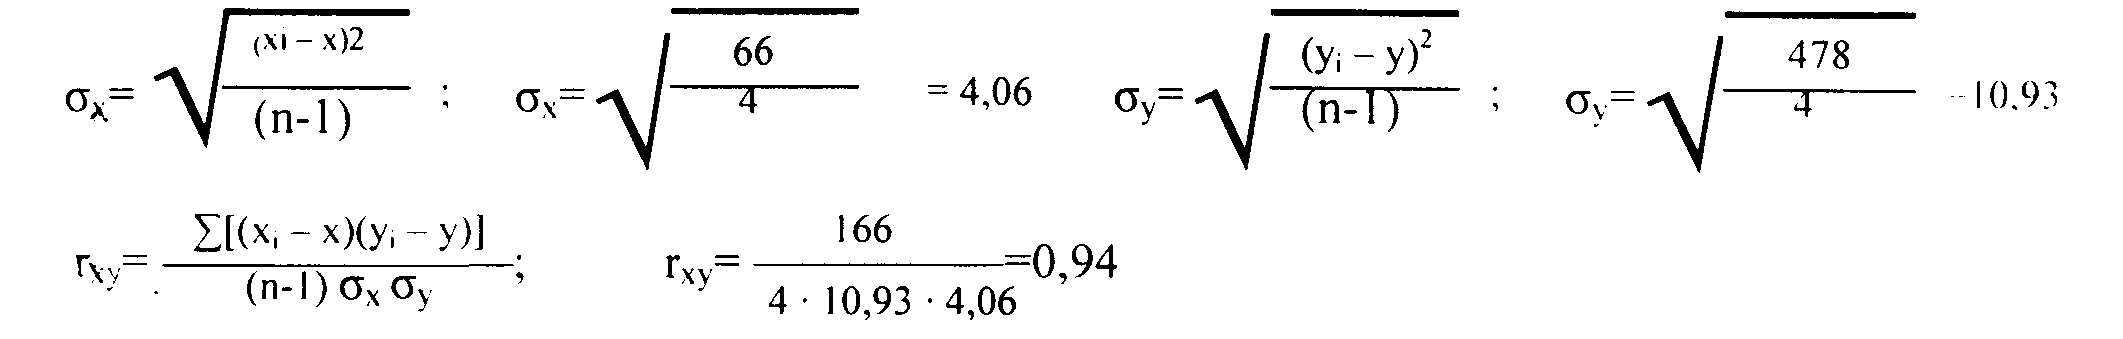 σx= √((xi – x)2 / (n-1)) ; σx= √(66 / 4) = 4,06 σy= √((yi – y)² / (n-1)) ; σy= √(478 / 4) –10,93
rxy= ∑[(xi – x)(yi – y)] / (n-1) σx σy ; rxy= 166 / 4 · 10,93 · 4,06 =0,94